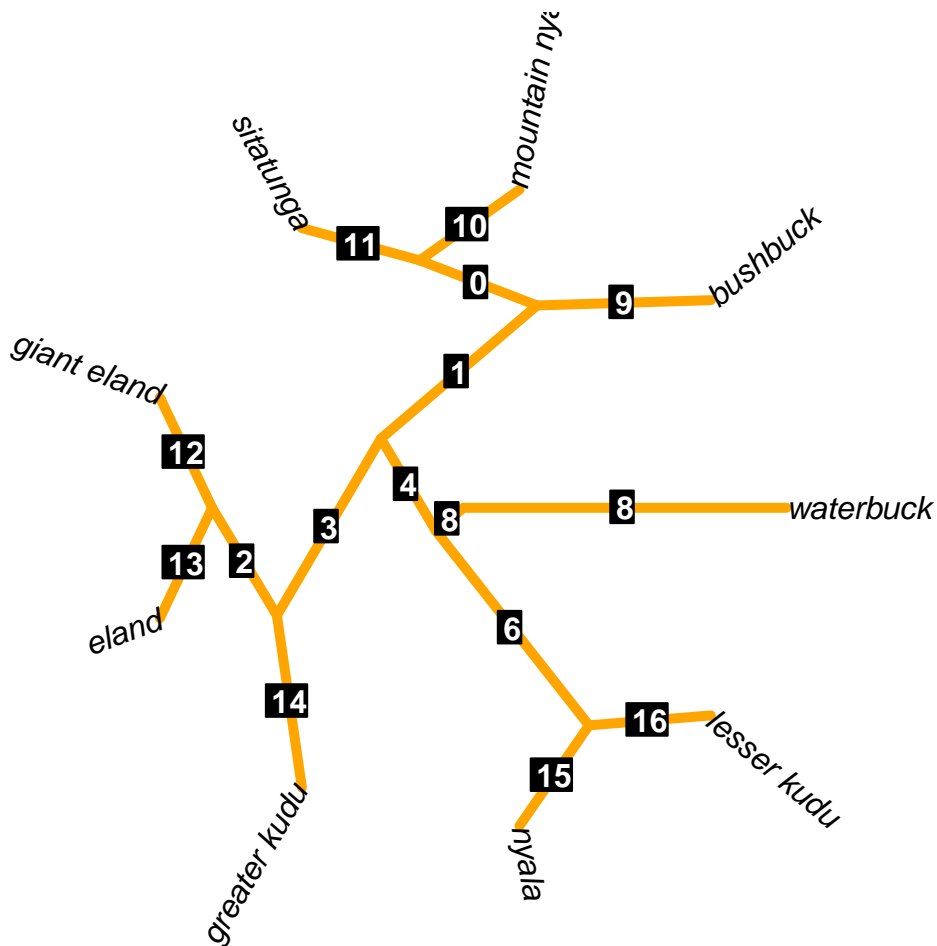 mountain nya
sitatunga
11
10
0
9
bushbuck
1
giant eland
12
4
3
8
8
waterbuck
13
2
eland
6
14
16
lesser kudu
15
greater kudu
nyala